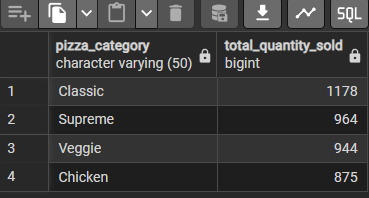 SQL
pizza_category total_quantity_sold
character varying (50) bigint
1 Classic 1178
2 Supreme 964
3 Veggie 944
4 Chicken 875